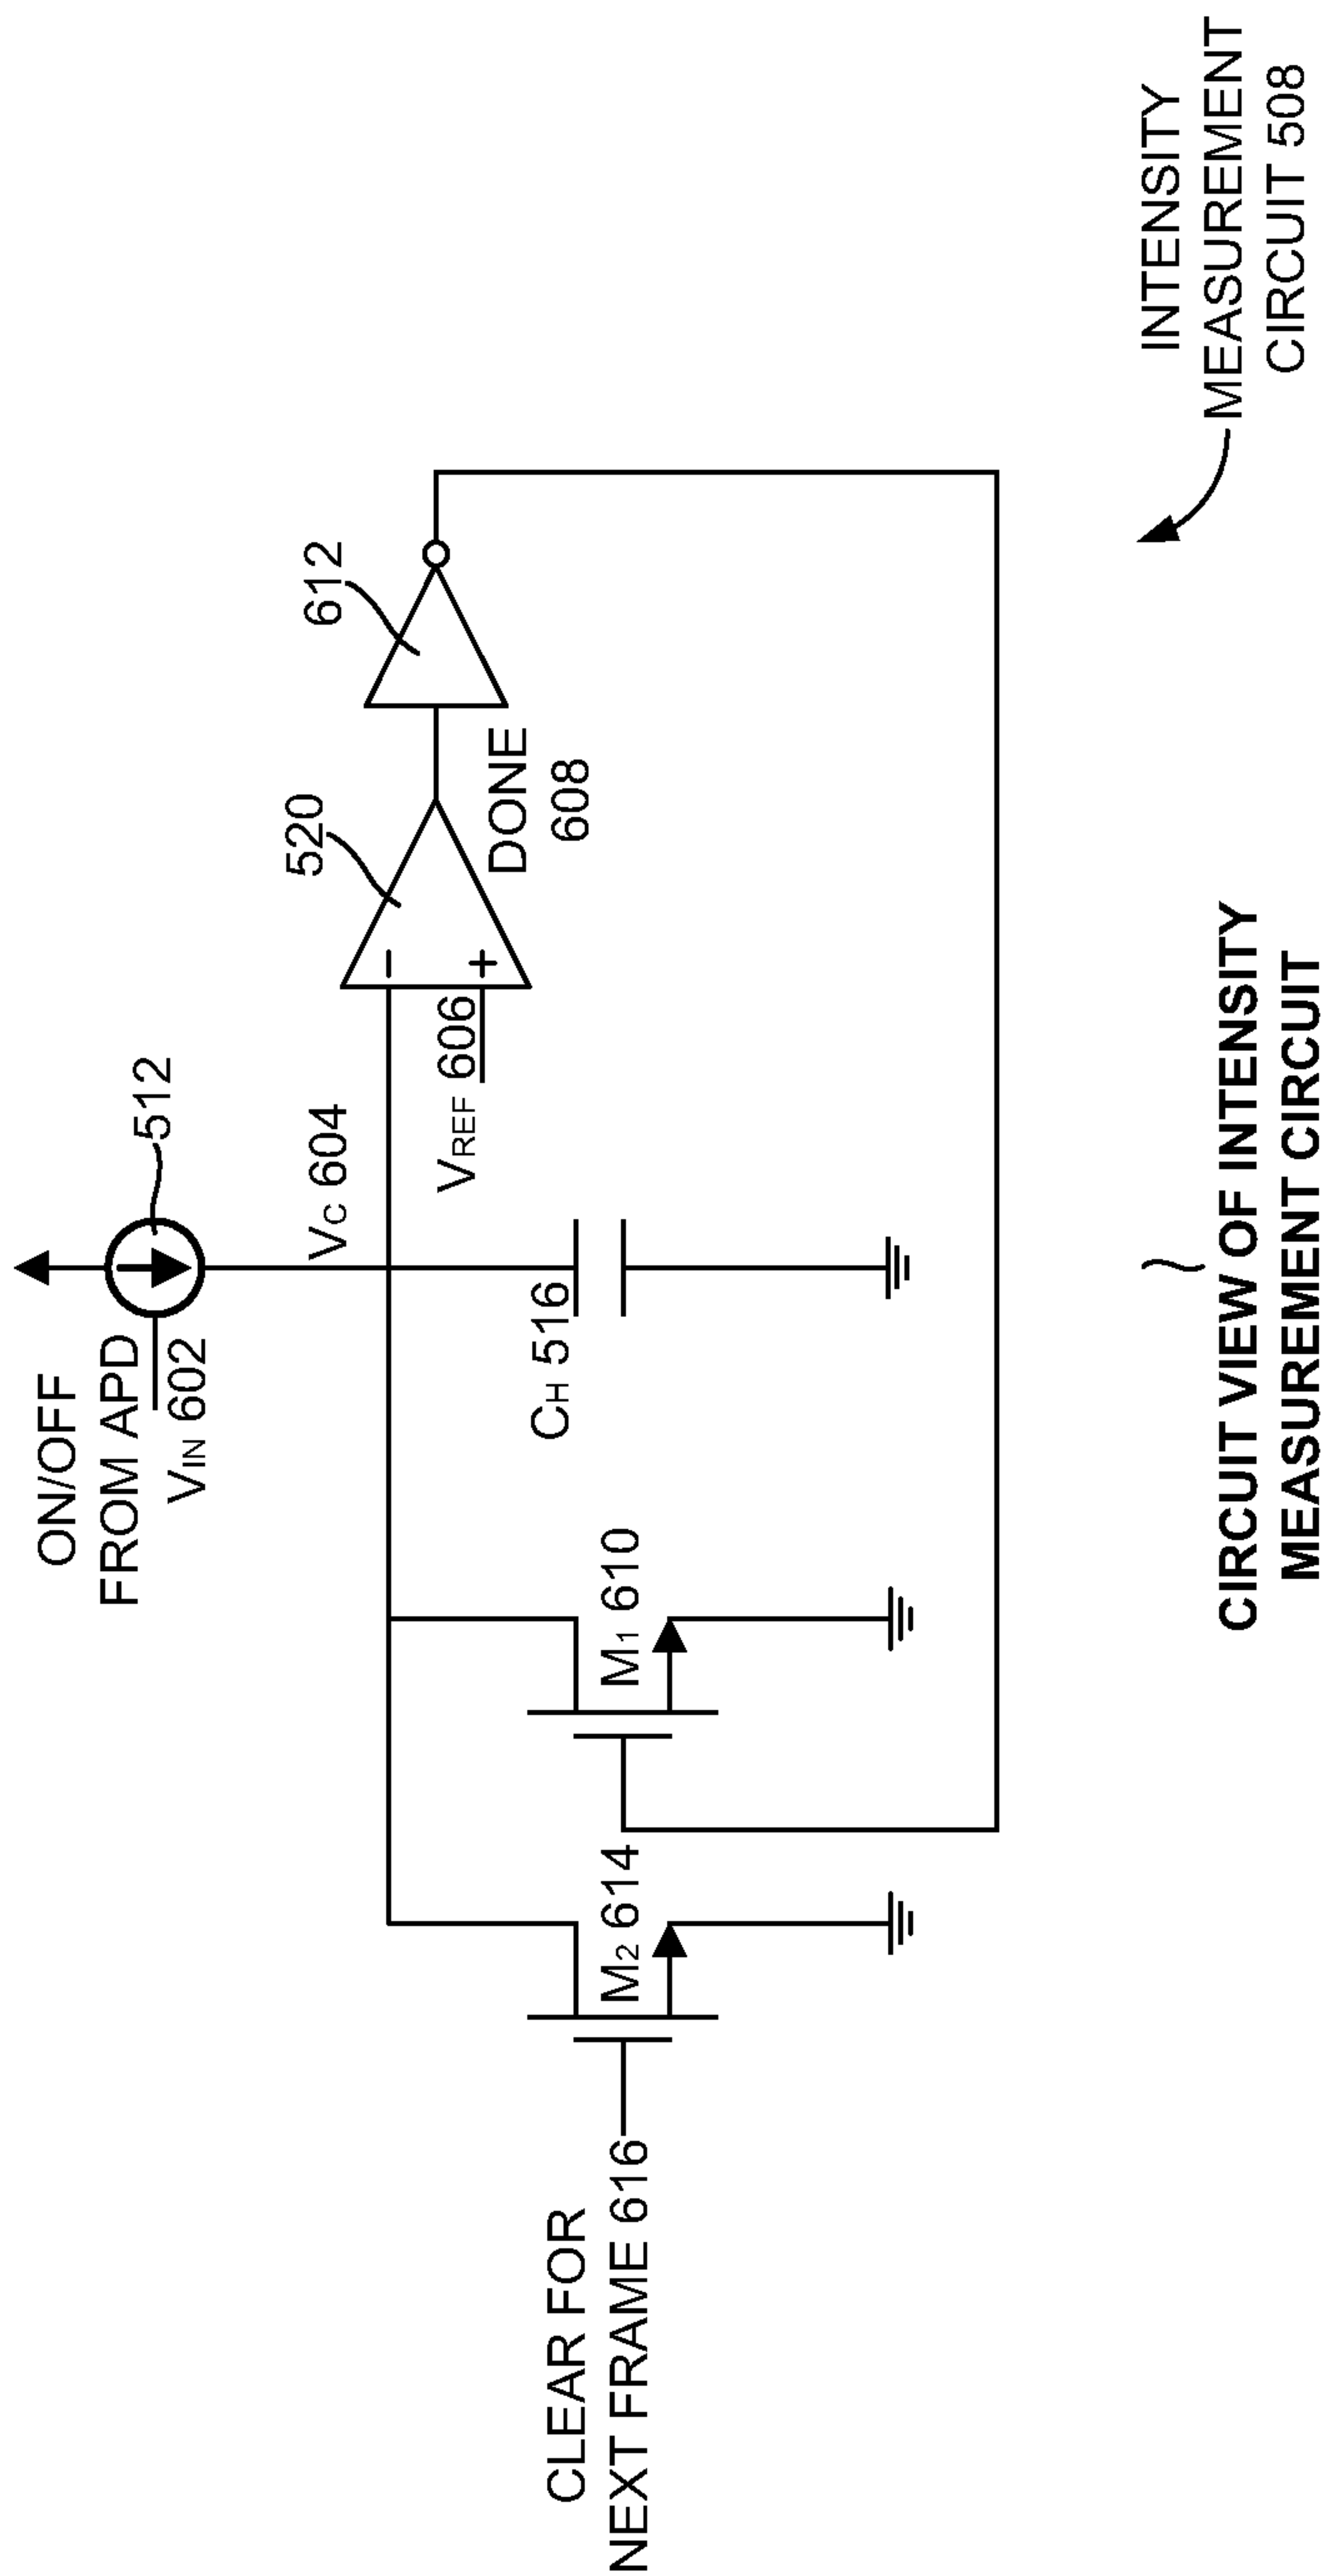 ON/OFF
FROM APD
VIN 602
512
VC 604
520
612
VREF 606
−
+
DONE
608
CH 516
M1 610
M2 614
CLEAR FOR
NEXT FRAME 616
INTENSITY
MEASUREMENT
CIRCUIT 508
CIRCUIT VIEW OF INTENSITY
MEASUREMENT CIRCUIT